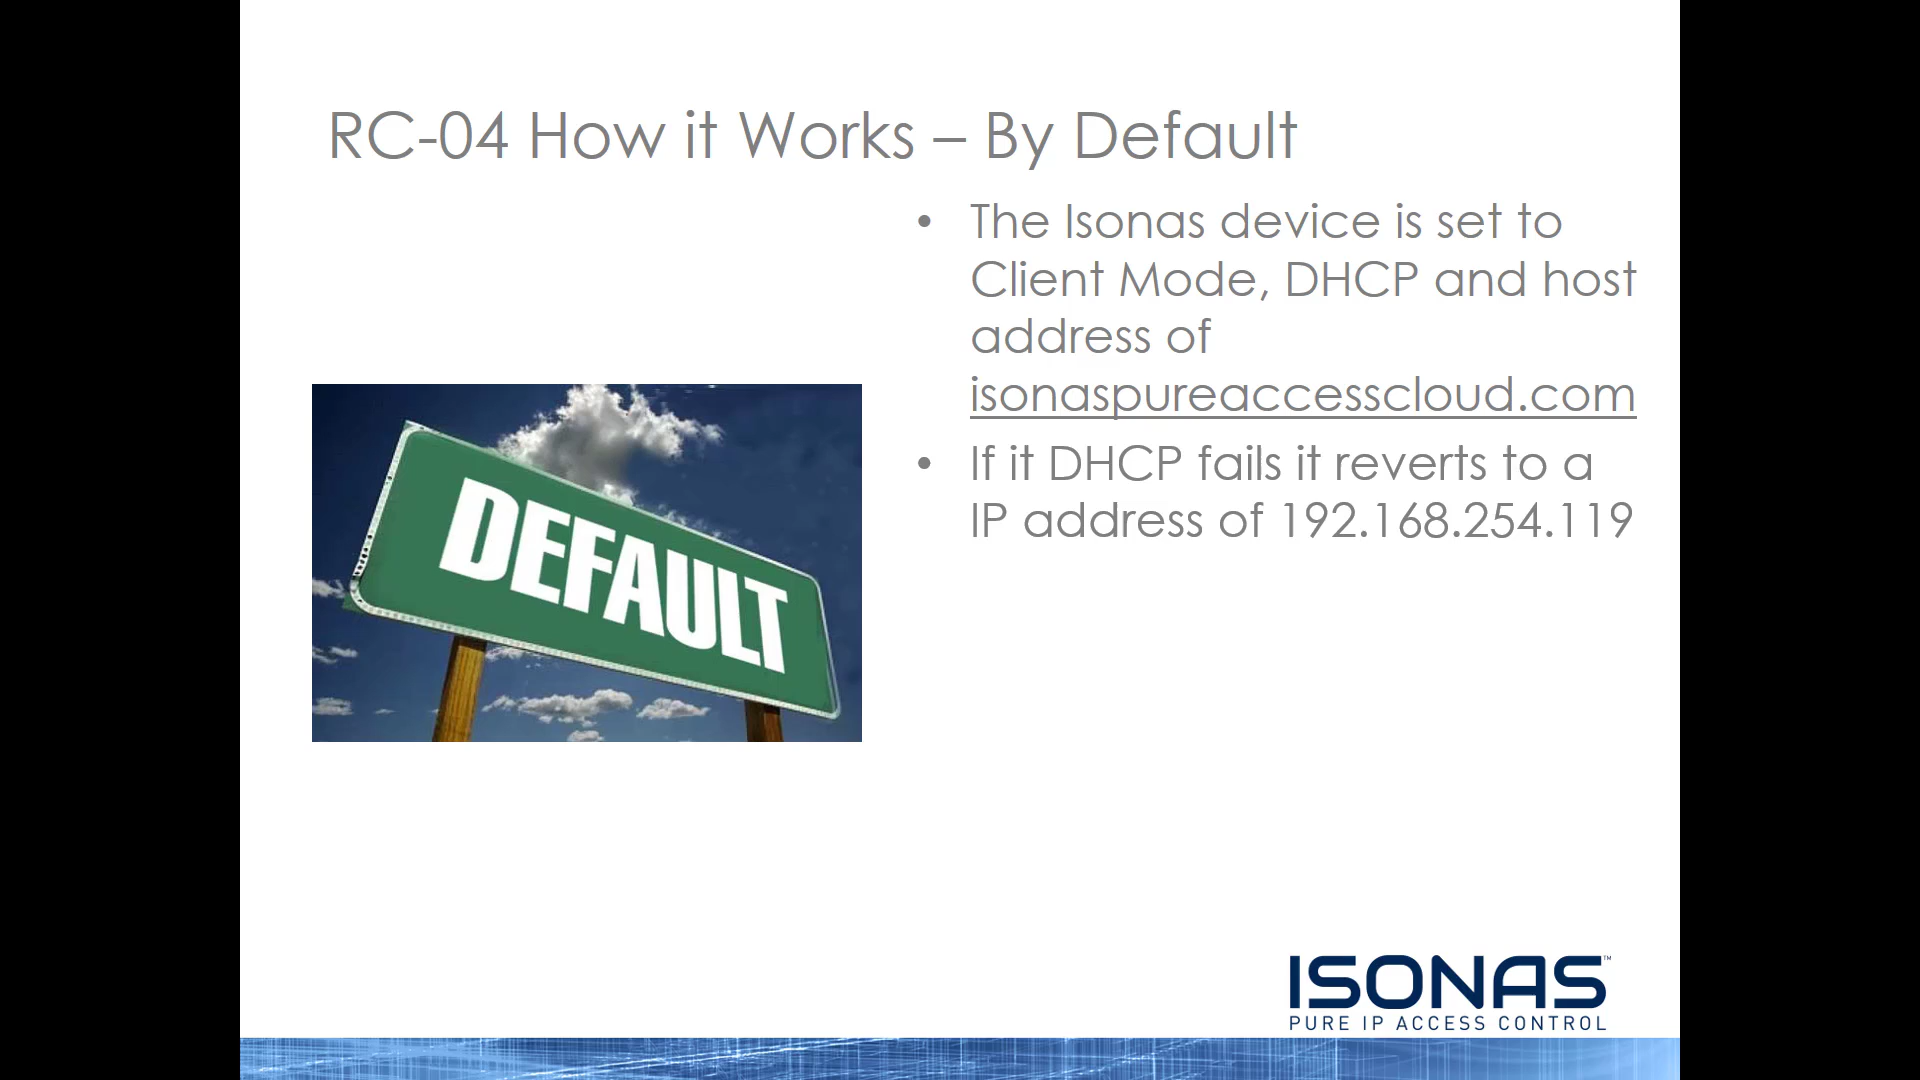 RC-04 How it Works – By Default
• The Isonas device is set to
Client Mode, DHCP and host
address of
isonaspureaccesscloud.com
• If it DHCP fails it reverts to a
IP address of 192.168.254.119
DEFAULT
ISONAS™
PURE IP ACCESS CONTROL